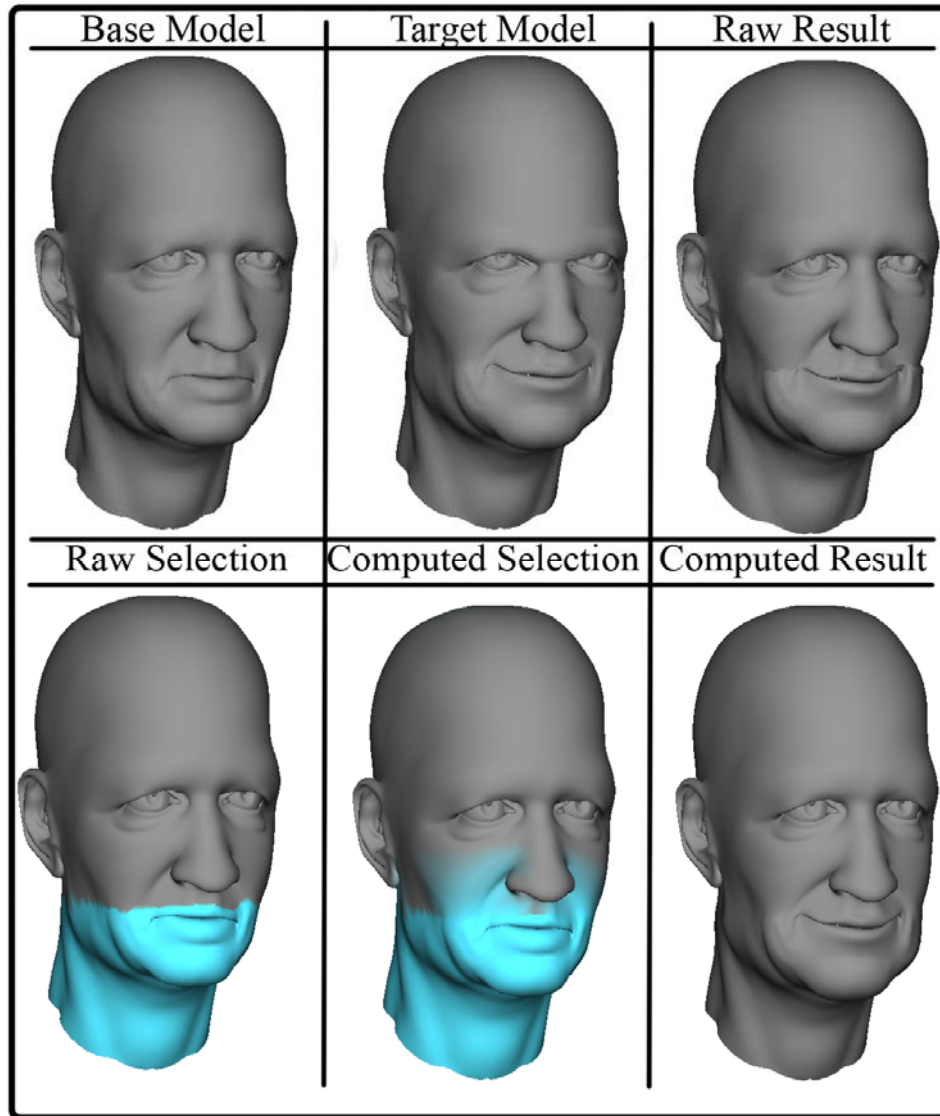 Base Model
Target Model
Raw Result
Raw Selection
Computed Selection
Computed Result